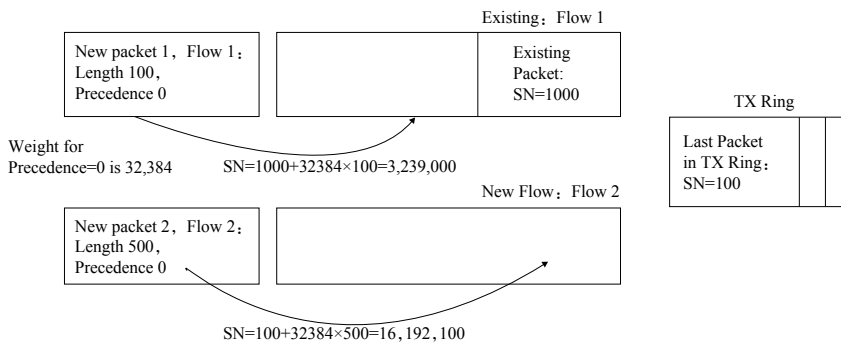 Existing：Flow 1
New packet 1，Flow 1：
Length 100，
Precedence 0
Existing
Packet:
SN=1000
TX Ring
Weight for
Precedence=0 is 32,384
SN=1000+32384×100=3,239,000
Last Packet
in TX Ring：
SN=100
New Flow：Flow 2
New packet 2，Flow 2：
Length 500，
Precedence 0
SN=100+32384×500=16,192,100